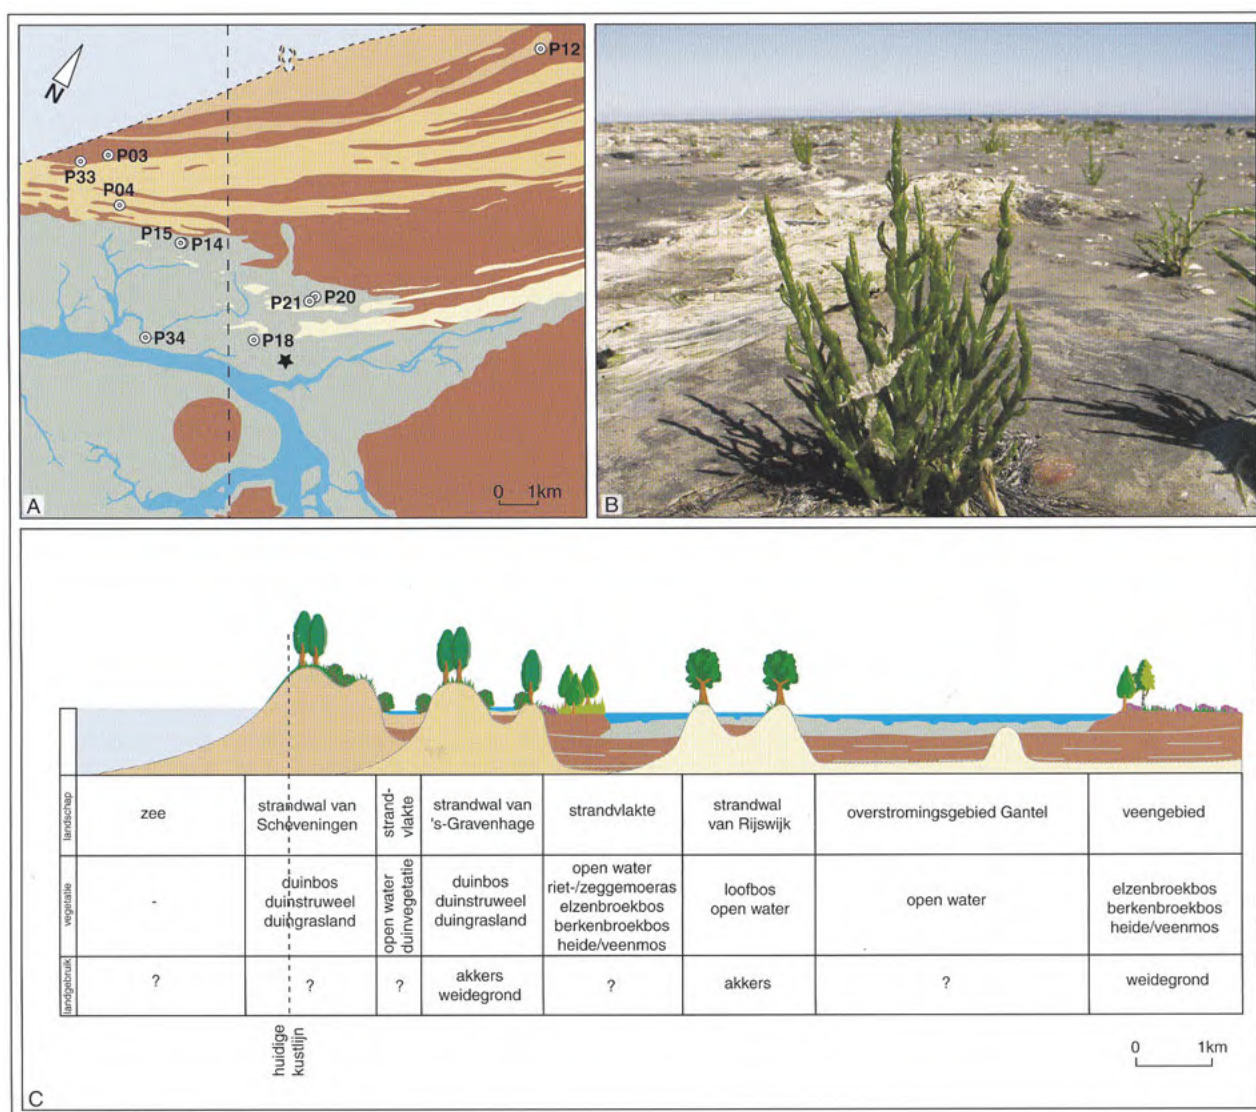 N
P12
P03
P33
P04
P15
P14
P21
P20
P34
P18
0 1km
A
B
landschap
zee
strandwal van
Scheveningen
strand-
vlakte
strandwal van
's-Gravenhage
strandvlakte
strandwal
van Rijswijk
overstromingsgebied Gantel
veengebied
vegetatie
-
duinbos
duinstruweel
duingrasland
open water
duinvegetatie
duinbos
duinstruweel
duingrasland
open water
riet-/zeggemoeras
elzenbroekbos
berkenbroekbos
heide/veenmos
loofbos
open water
open water
elzenbroekbos
berkenbroekbos
heide/veenmos
landgebruik
?
?
?
akkers
weidegrond
?
akkers
?
weidegrond
huidige
kustlijn
0 1km
C